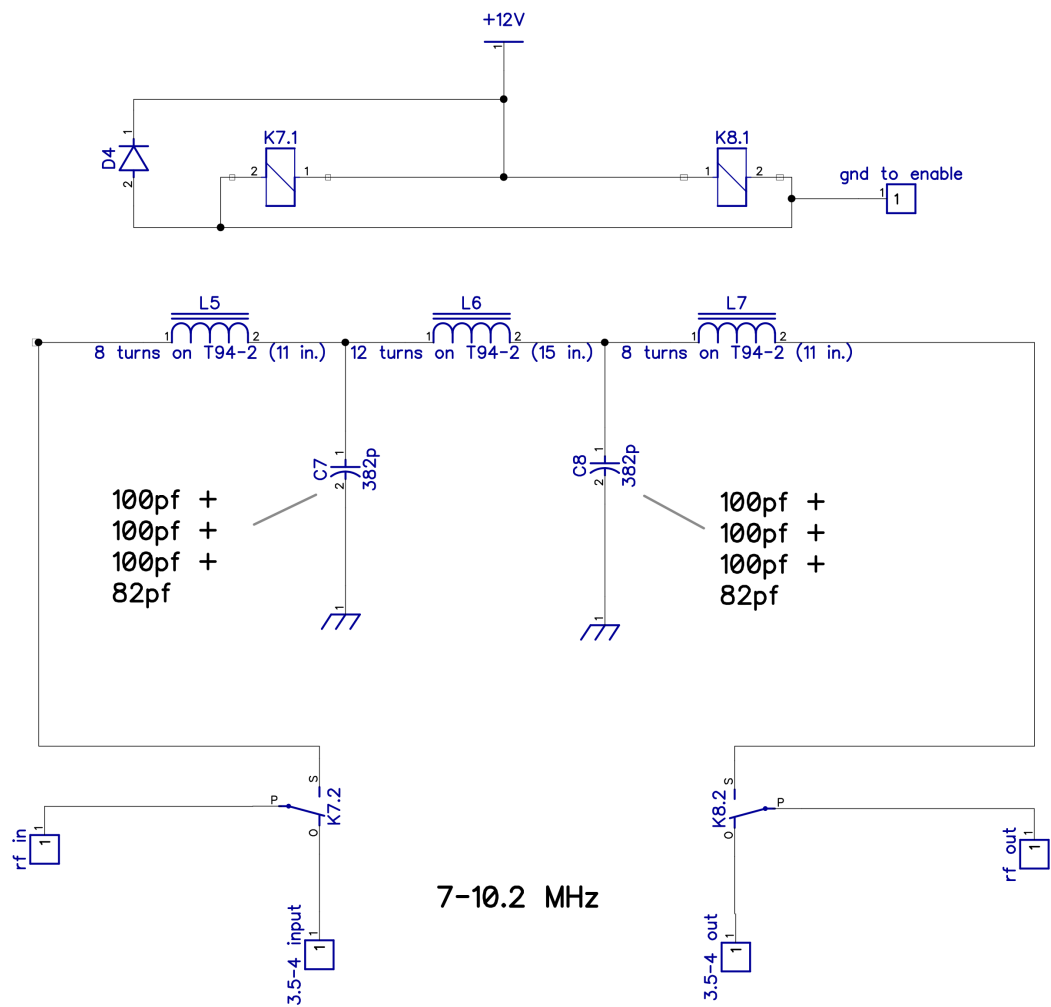 +12V
1
1
D4
2
K7.1
2
1
K8.1
1
2
gnd to enable
1
1
L5
1
2
8 turns on T94-2 (11 in.)
L6
1
2
12 turns on T94-2 (15 in.)
L7
1
2
8 turns on T94-2 (11 in.)
1
C7
2
382p
1
C8
2
382p
100pf +
100pf +
100pf +
82pf
100pf +
100pf +
100pf +
82pf
1
1
S
P
K7.2
O
1
1
rf in
S
P
K8.2
O
1
1
rf out
7-10.2 MHz
1
1
3.5-4 input
1
1
3.5-4 out